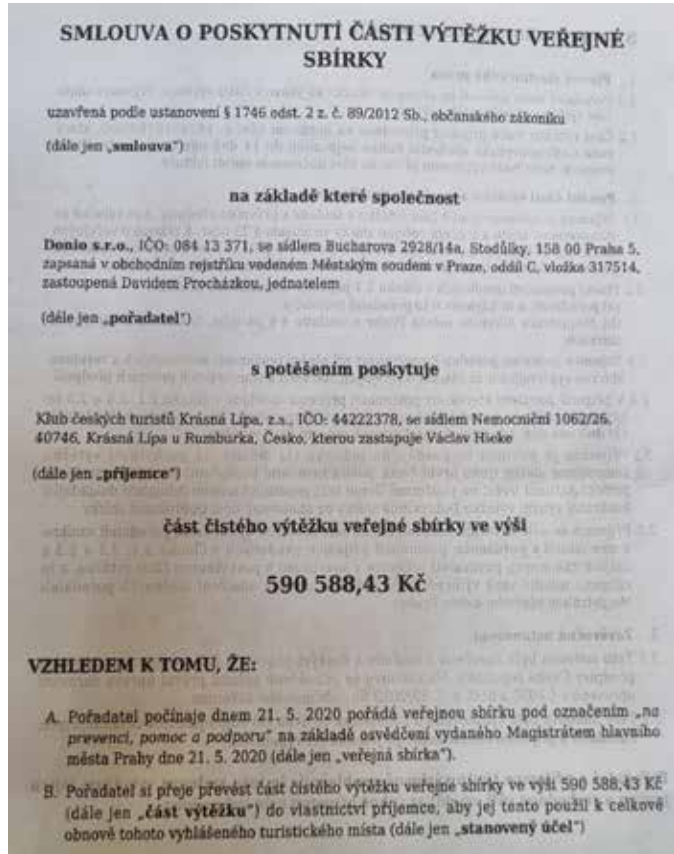 SMLOUVA O POSKYTNUTÍ ČÁSTI VÝTĚŽKU VEŘEJNÉ
SBÍRKY
uzavřená podle ustanovení § 1746 odst. 2 z. č. 89/2012 Sb., občanského zákoníku
(dále jen „smlouva“)
na základě které společnost
Donio s.r.o., IČO: 084 13 371, se sídlem Bucharova 2928/14a, Stodůlky, 158 00 Praha 5,
zapsaná v obchodním rejstříku vedeném Městským soudem v Praze, oddíl C, vložka 317514,
zastoupená Davidem Procházkou, jednatelem
(dále jen „pořadatel“)
s potěšením poskytuje
Klub českých turistů Krásná Lípa, z.s., IČO: 44222378, se sídlem Nemocniční 1062/26,
40746, Krásná Lípa u Rumburka, Česko, kterou zastupuje Václav Hieke
(dále jen „příjemce“)
část čistého výtěžku veřejné sbírky ve výši
590 588,43 Kč
VZHLEDEM K TOMU, ŽE:
A. Pořadatel počínaje dnem 21. 5. 2020 pořádá veřejnou sbírku pod označením „na
prevenci, pomoc a podporu“ na základě osvědčení vydaného Magistrátem hlavního
města Prahy dne 21. 5. 2020 (dále jen „veřejná sbírka“).
B. Pořadatel si přeje převést část čistého výtěžku veřejné sbírky ve výši 590 588,43 Kč
(dále jen „část výtěžku“) do vlastnictví příjemce, aby jej tento použil k celkové
obnově tohoto vyhlášeného turistického místa (dále jen „stanovený účel“)